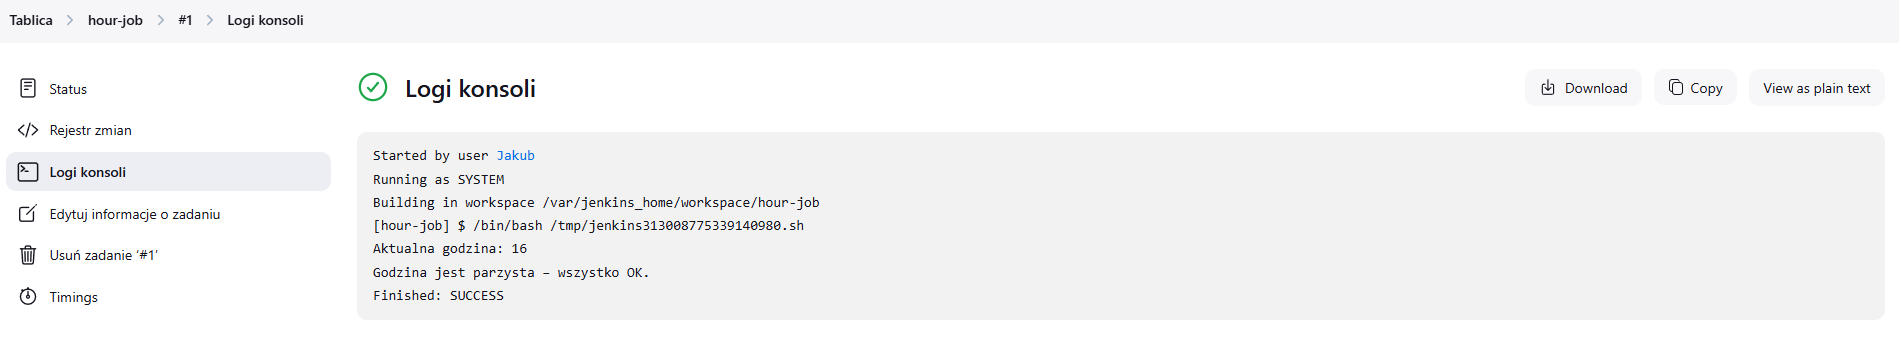 Tablica > hour-job > #1 > Logi konsoli
Status
Rejestr zmian
Logi konsoli
Edytuj informacje o zadaniu
Usuń zadanie ‘#1’
Timings
Logi konsoli
Download
Copy
View as plain text
Started by user Jakub
Running as SYSTEM
Building in workspace /var/jenkins_home/workspace/hour-job
[hour-job] $ /bin/bash /tmp/jenkins313008775339140980.sh
Aktualna godzina: 16
Godzina jest parzysta – wszystko OK.
Finished: SUCCESS